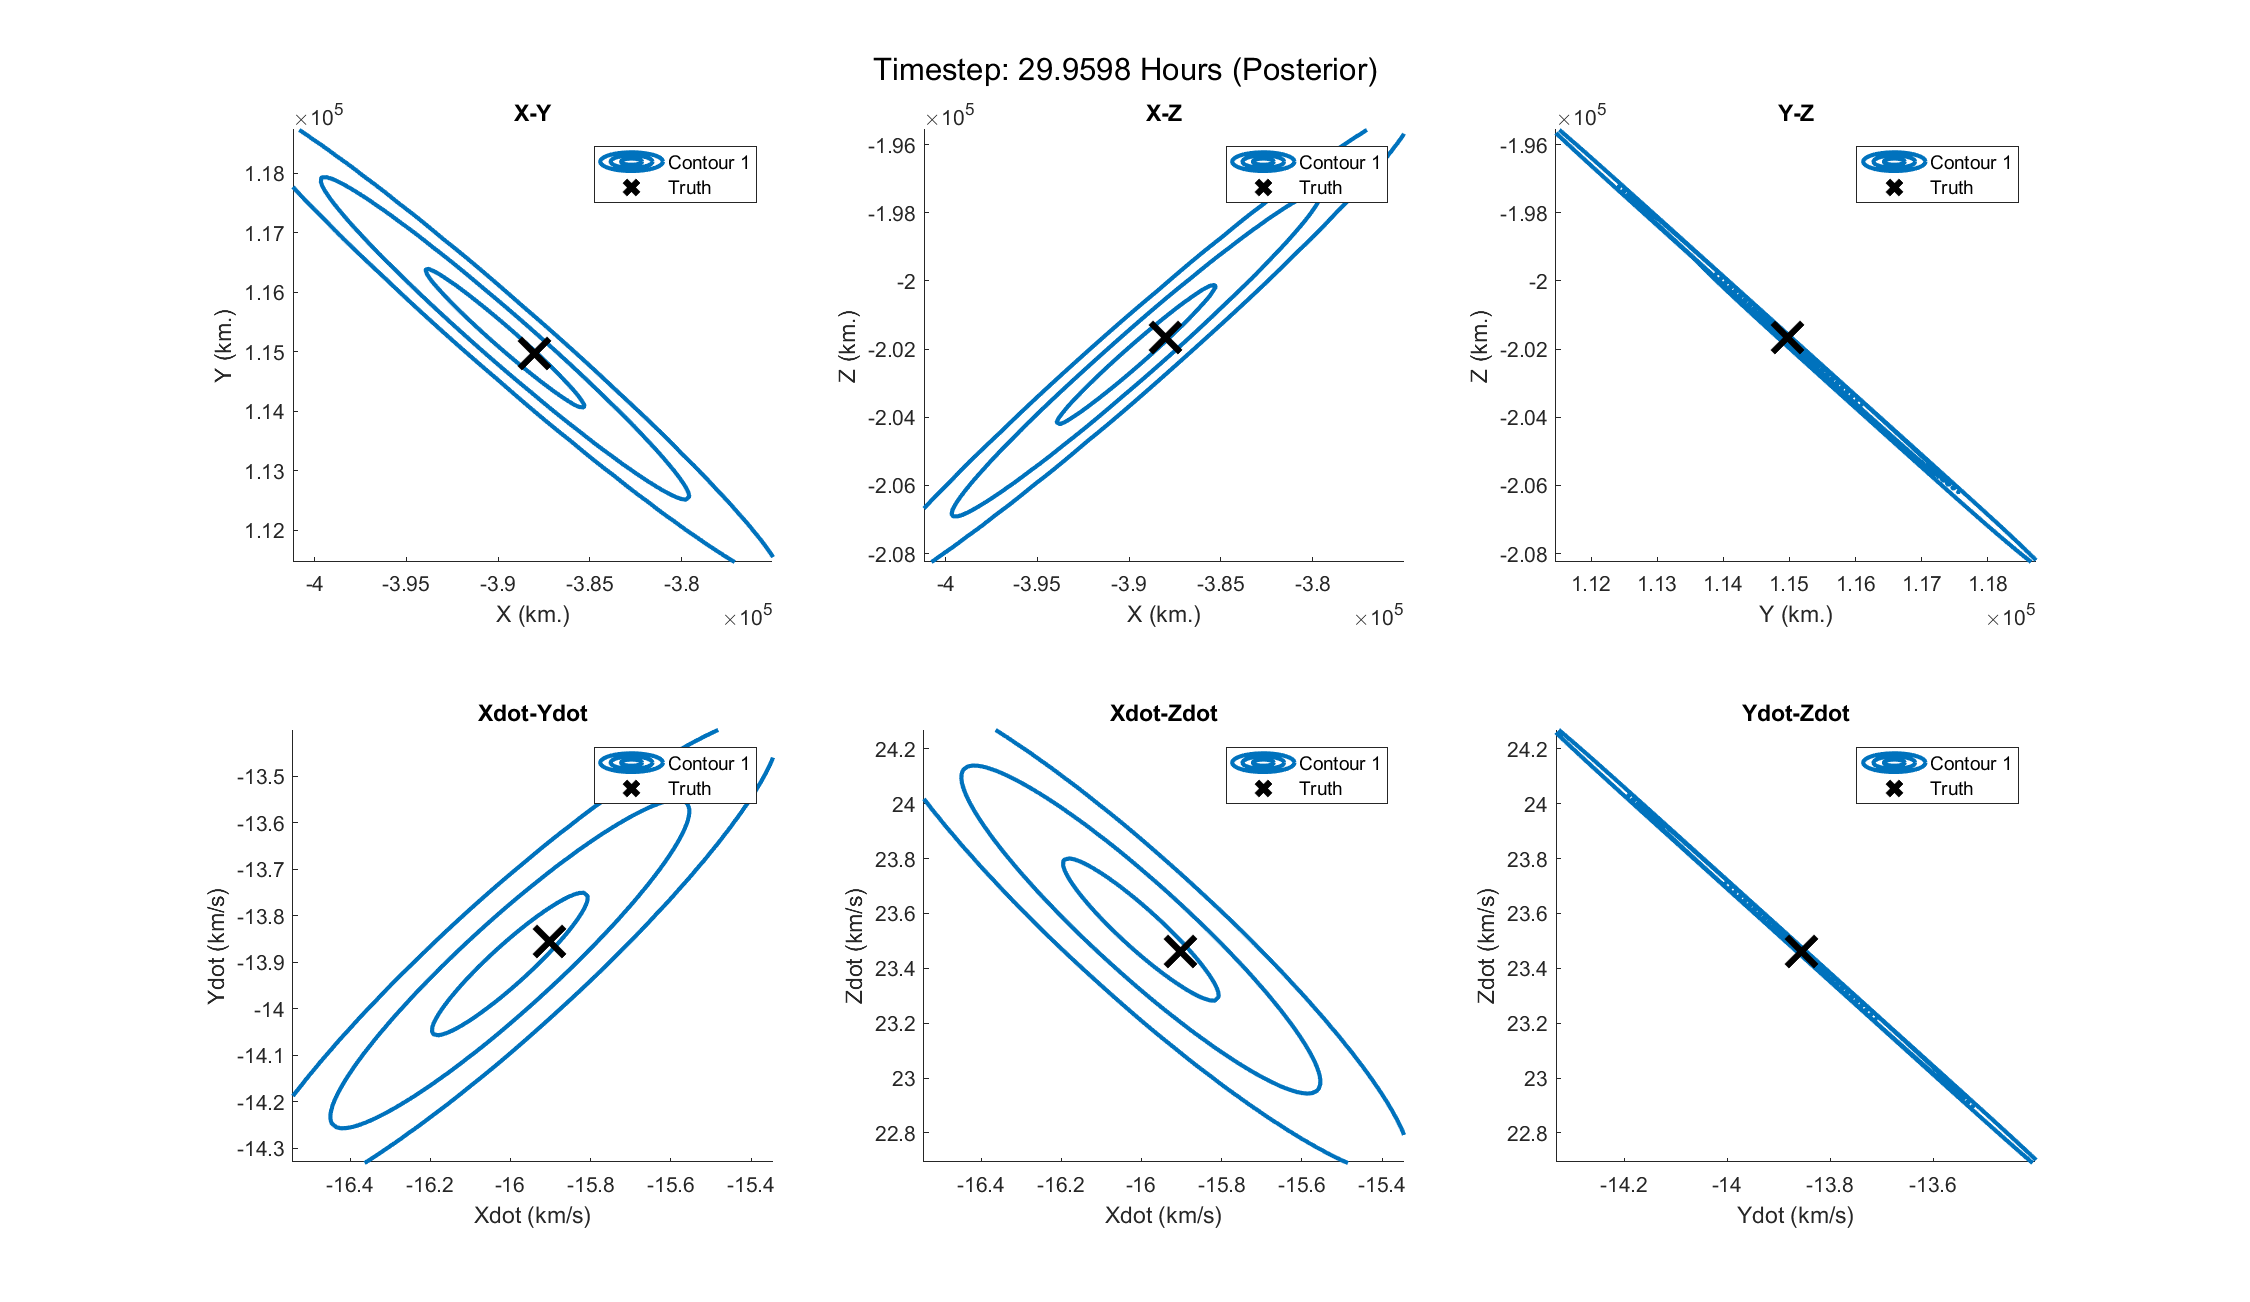 Timestep: 29.9598 Hours (Posterior)
X-Y
×10^5
1.18
1.17
1.16
1.15
1.14
1.13
1.12
Y (km.)
-4 -3.95 -3.9 -3.85 -3.8
X (km.)
×10^5
Contour 1
Truth
X-Z
×10^5
-1.96
-1.98
-2
-2.02
-2.04
-2.06
-2.08
Z (km.)
-4 -3.95 -3.9 -3.85 -3.8
X (km.)
×10^5
Contour 1
Truth
Y-Z
×10^5
-1.96
-1.98
-2
-2.02
-2.04
-2.06
-2.08
Z (km.)
1.12 1.13 1.14 1.15 1.16 1.17 1.18
Y (km.)
×10^5
Contour 1
Truth
Xdot-Ydot
-13.5
-13.6
-13.7
-13.8
-13.9
-14
-14.1
-14.2
-14.3
Ydot (km/s)
-16.4 -16.2 -16 -15.8 -15.6 -15.4
Xdot (km/s)
Contour 1
Truth
Xdot-Zdot
24.2
24
23.8
23.6
23.4
23.2
23
22.8
Zdot (km/s)
-16.4 -16.2 -16 -15.8 -15.6 -15.4
Xdot (km/s)
Contour 1
Truth
Ydot-Zdot
24.2
24
23.8
23.6
23.4
23.2
23
22.8
Zdot (km/s)
-14.2 -14 -13.8 -13.6
Ydot (km/s)
Contour 1
Truth